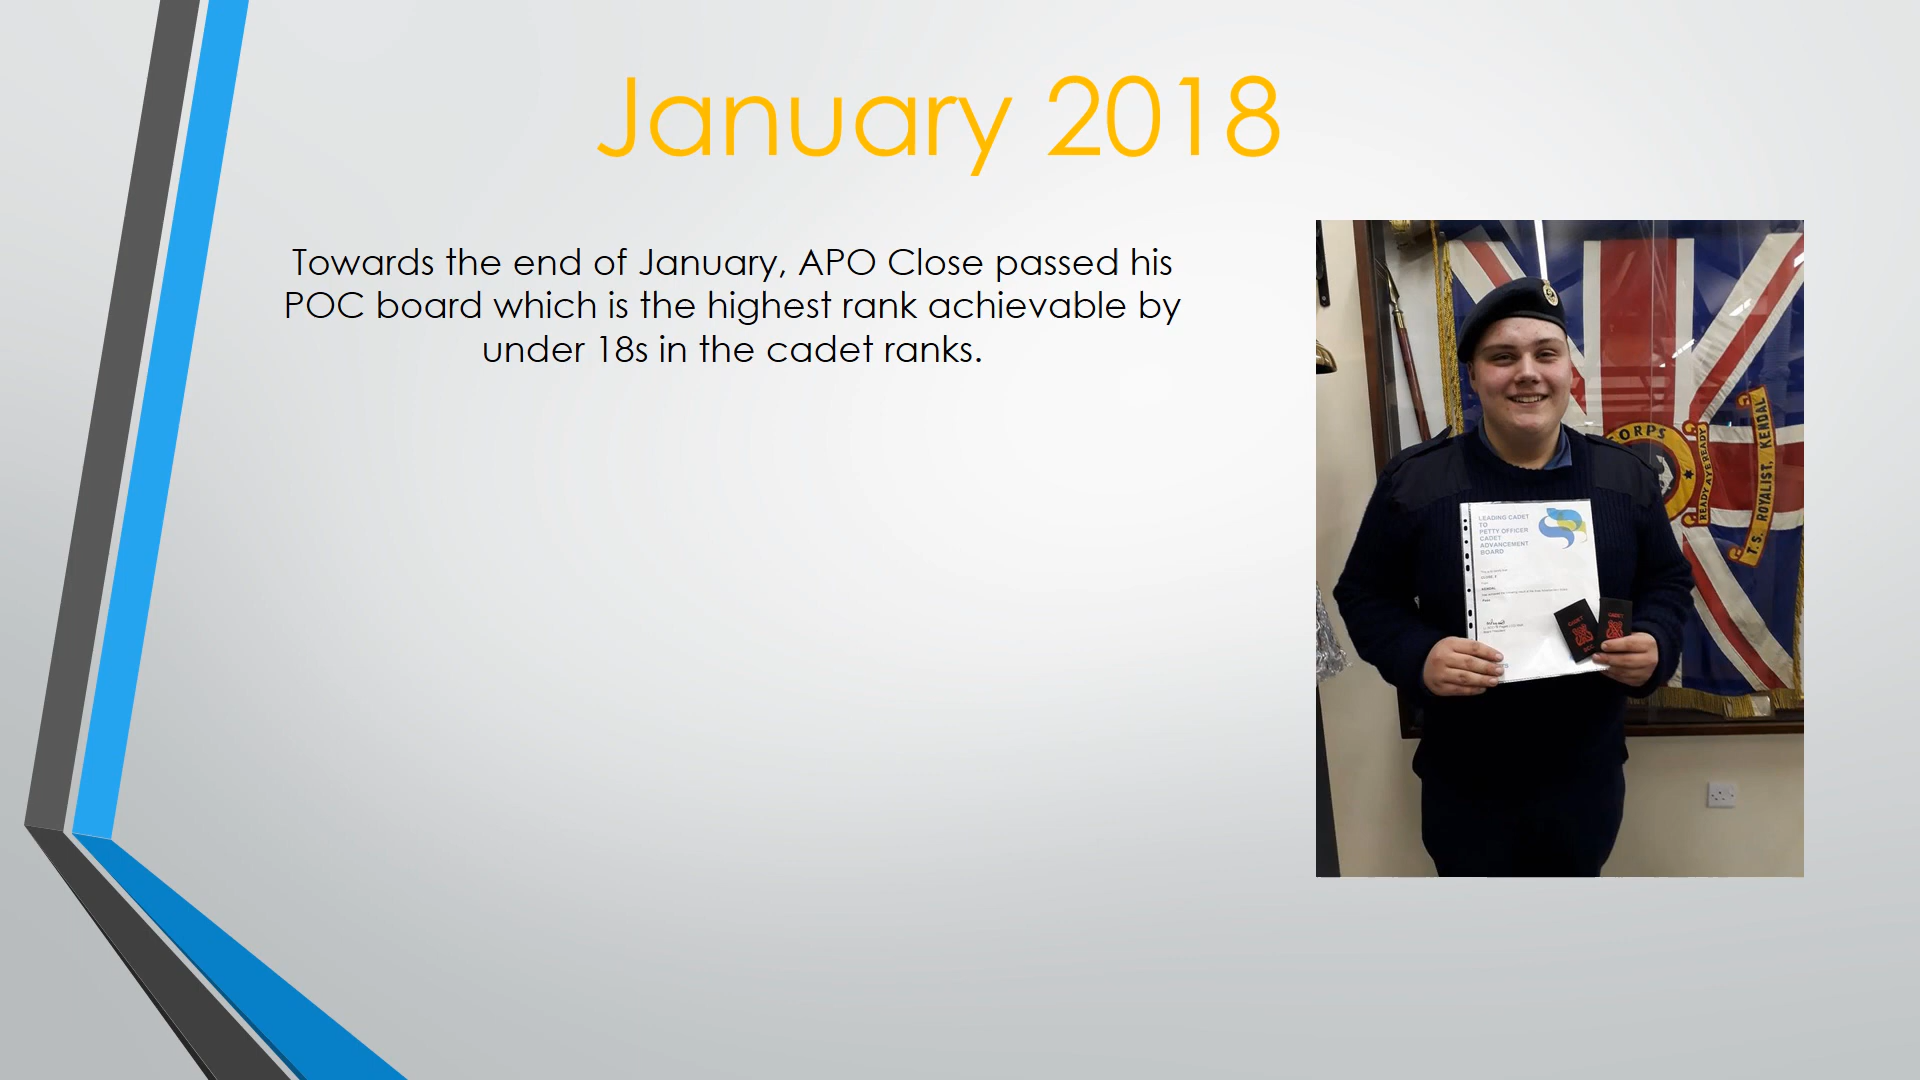 January 2018
Towards the end of January, APO Close passed his
POC board which is the highest rank achievable by
under 18s in the cadet ranks.
CORPS
READY AYE READY
T.S. ROYALIST, KENDAL
LEADING CADET
TO
PETTY OFFICER
CADET
ADVANCEMENT
BOARD
CADET
CADET